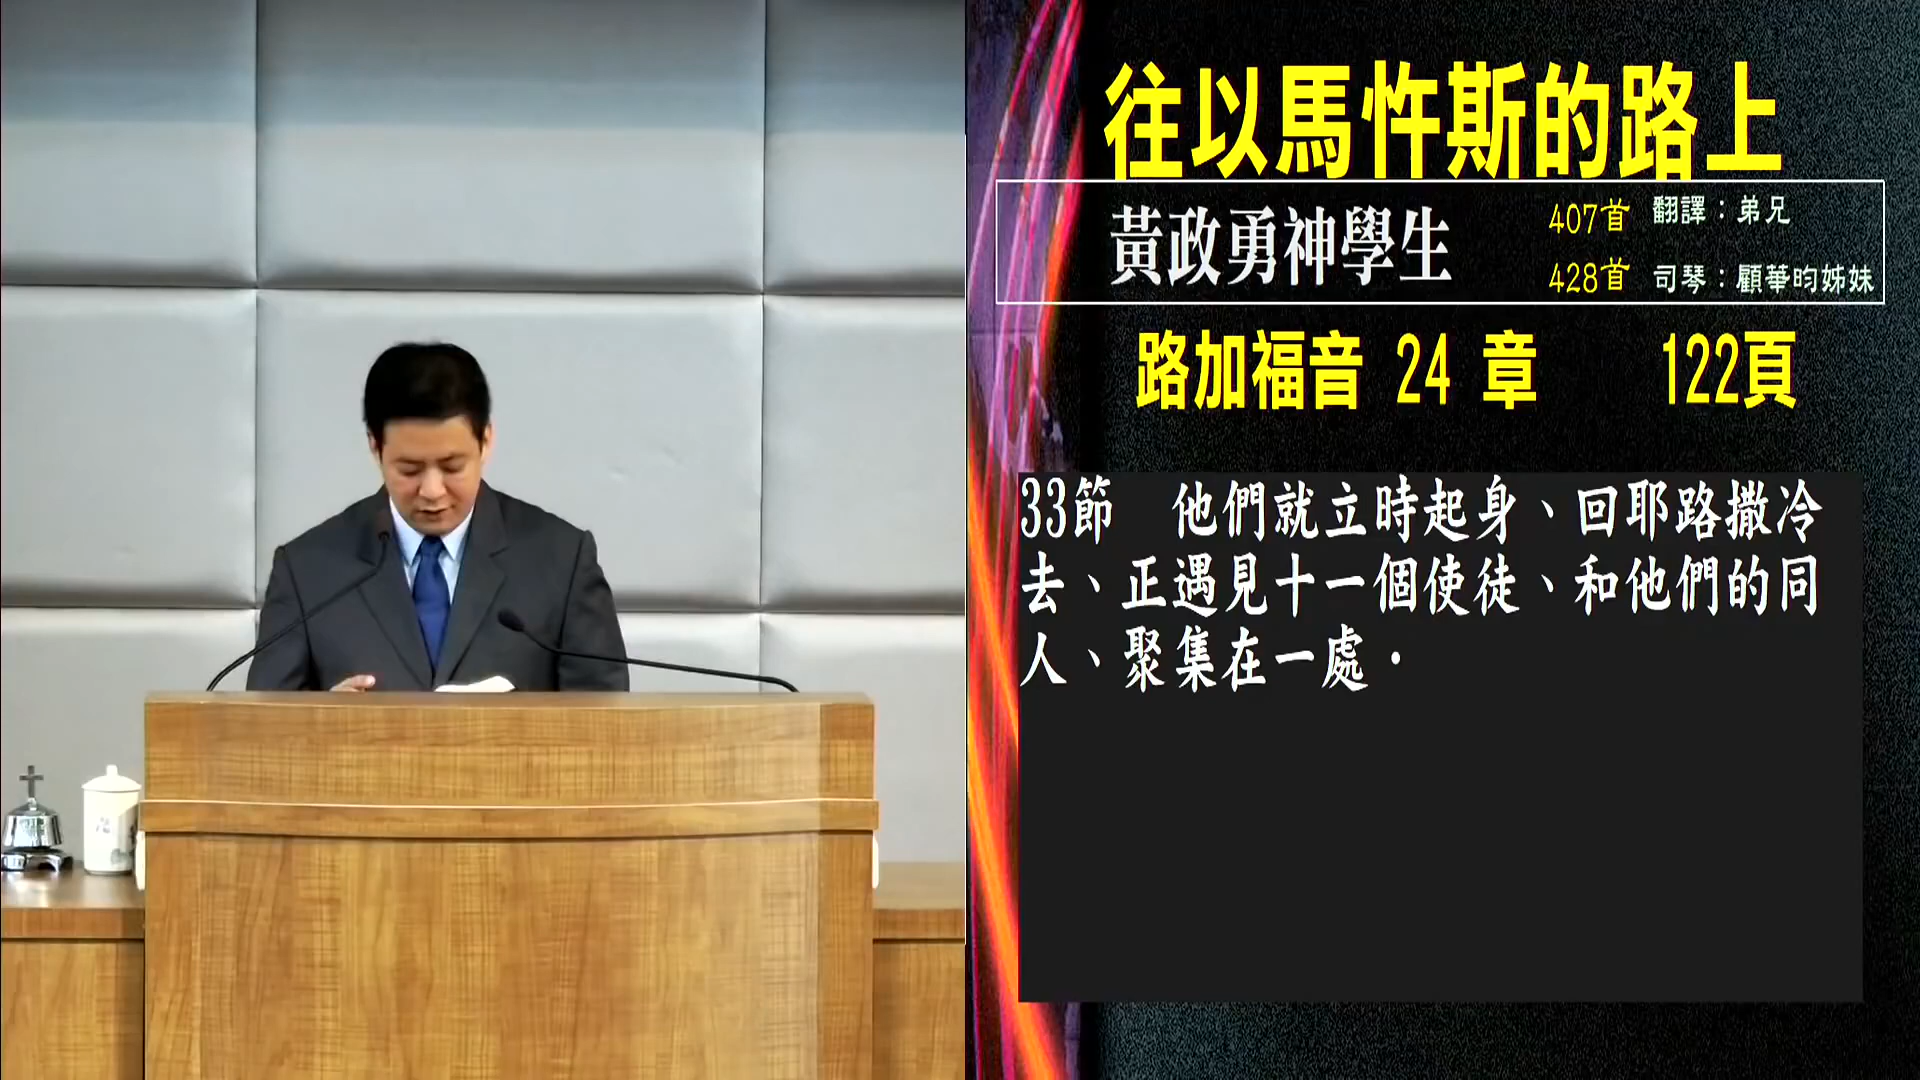 往以馬忤斯的路上
黃政勇神學生
407首 翻譯：弟兄
428首 司琴：顧華昀姊妹
路加福音 24 章 122頁
33節 他們就立時起身、回耶路撒冷
去、正遇見十一個使徒、和他們的同
人、聚集在一處．